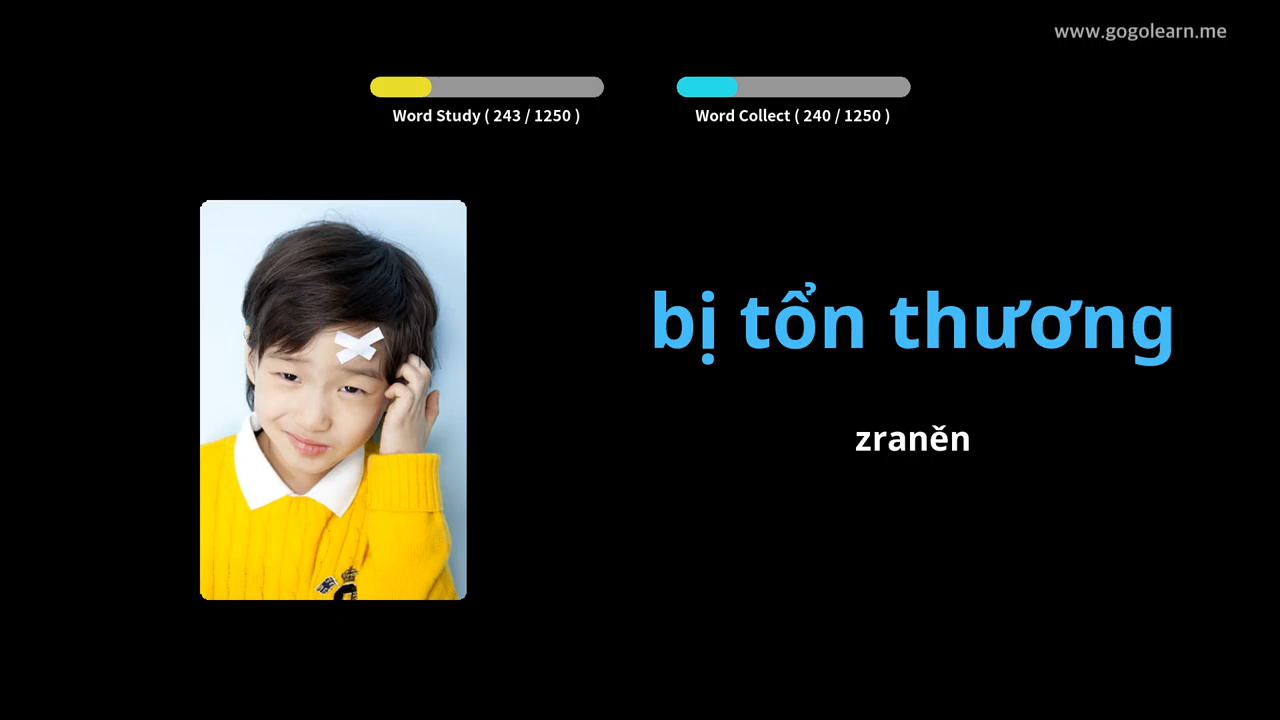 www.gogolearn.me
Word Study ( 243 / 1250 )
Word Collect ( 240 / 1250 )
bị tổn thương
zraněn